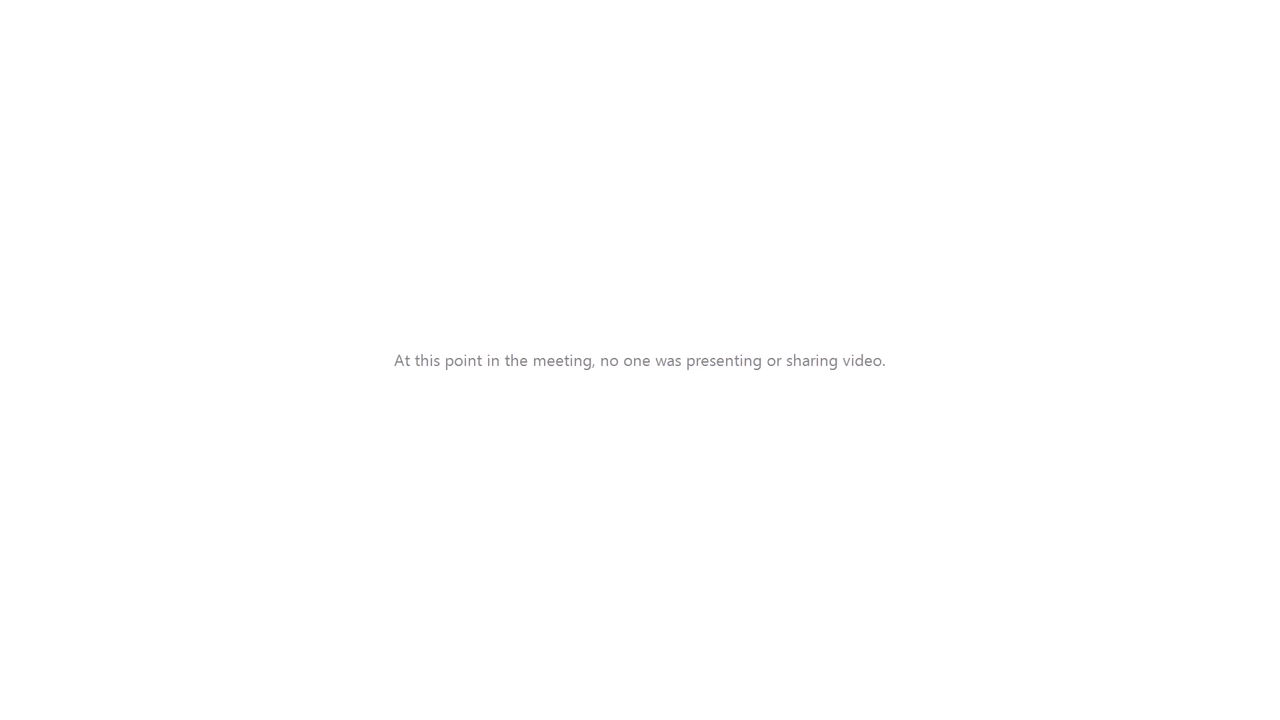 At this point in the meeting, no one was presenting or sharing video.